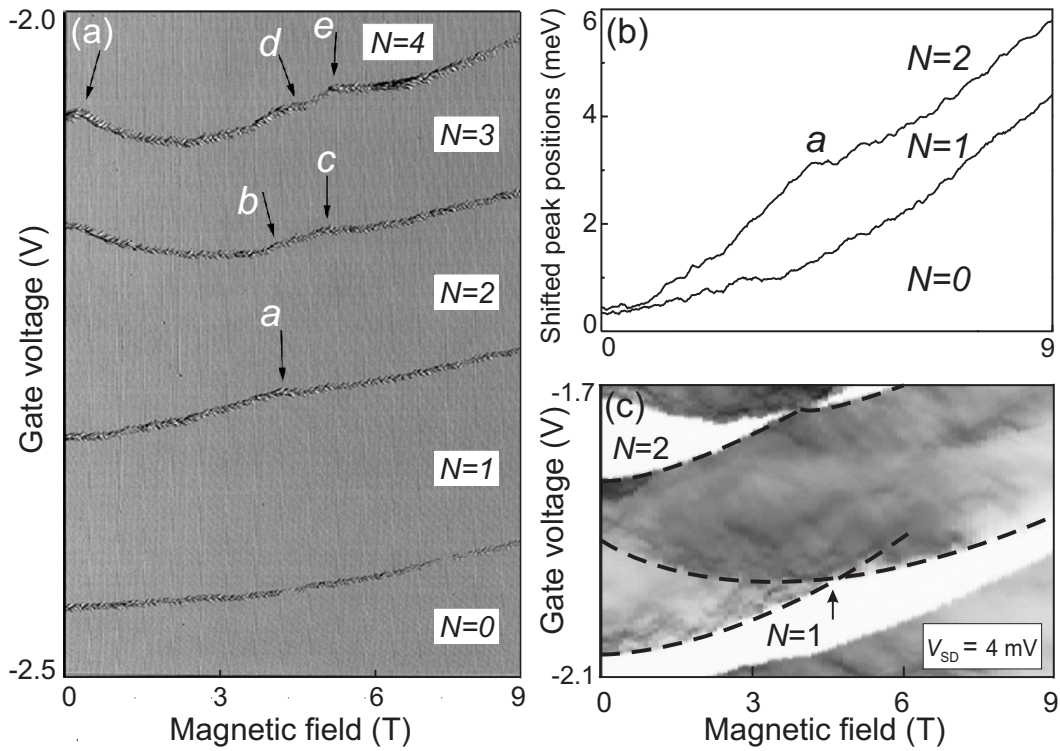 -2.0
(a)
d
e
N=4
N=3
b
c
N=2
a
N=1
N=0
-2.5
0
3
6
9
Magnetic field (T)
Gate voltage (V)
(b)
6
4
2
0
N=2
a
N=1
N=0
0
9
Shifted peak positions (meV)
-1.7
(c)
N=2
N=1
V_SD = 4 mV
-2.1
0
3
6
9
Magnetic field (T)
Gate voltage (V)